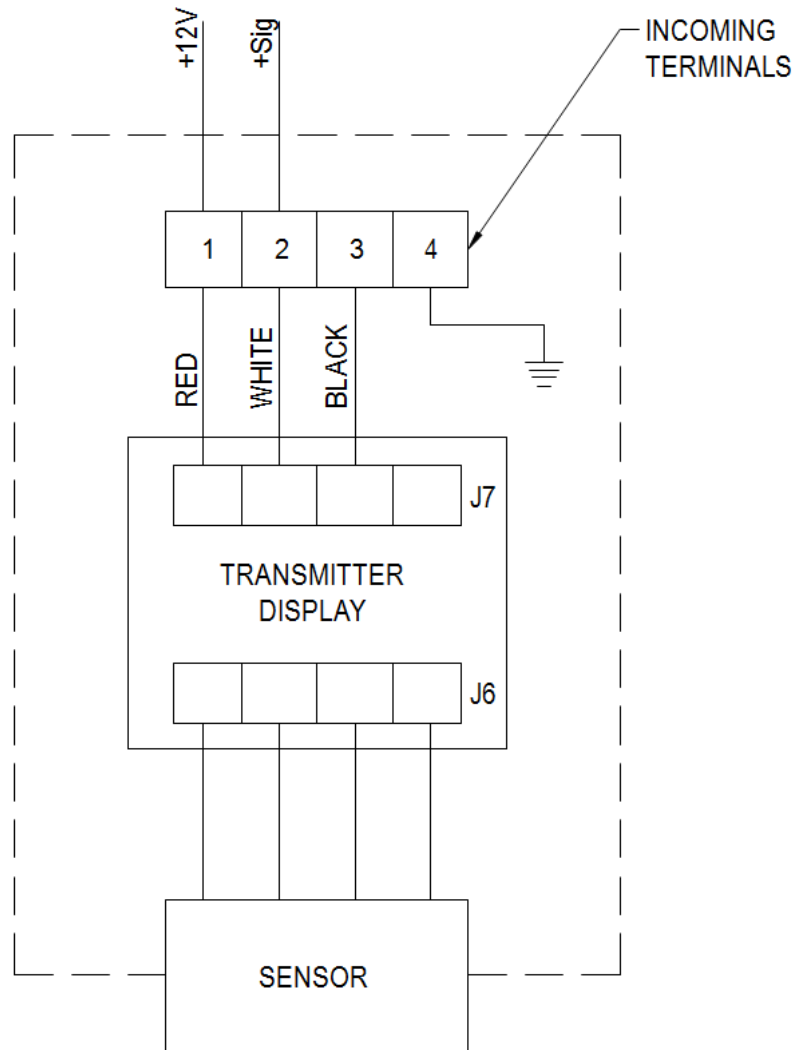 +12V
+Sig
INCOMING
TERMINALS
1
2
3
4
RED
WHITE
BLACK
J7
TRANSMITTER
DISPLAY
J6
SENSOR